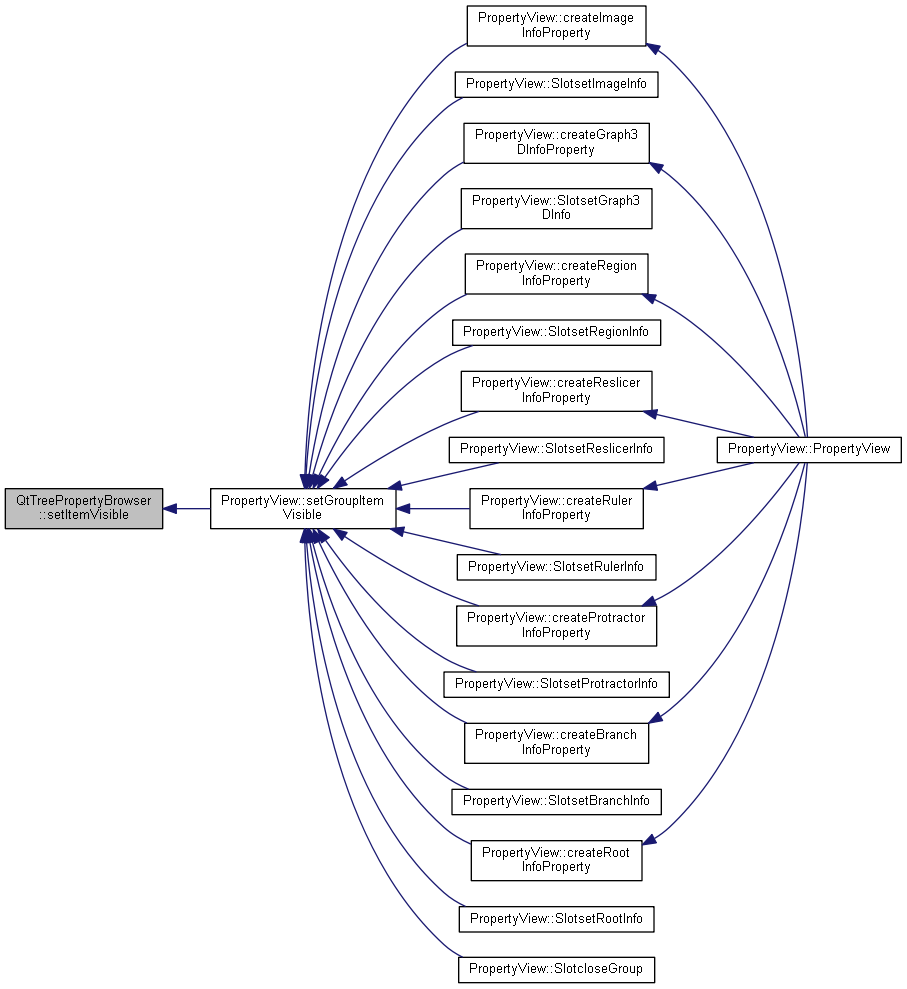 QtTreePropertyBrowser
::setItemVisible
PropertyView::setGroupItem
Visible
PropertyView::createImage
InfoProperty
PropertyView::SlotsetImageInfo
PropertyView::createGraph3
DInfoProperty
PropertyView::SlotsetGraph3
DInfo
PropertyView::createRegion
InfoProperty
PropertyView::SlotsetRegionInfo
PropertyView::createReslicer
InfoProperty
PropertyView::SlotsetReslicerInfo
PropertyView::createRuler
InfoProperty
PropertyView::SlotsetRulerInfo
PropertyView::createProtractor
InfoProperty
PropertyView::SlotsetProtractorInfo
PropertyView::createBranch
InfoProperty
PropertyView::SlotsetBranchInfo
PropertyView::createRoot
InfoProperty
PropertyView::SlotsetRootInfo
PropertyView::SlotcloseGroup
PropertyView::PropertyView